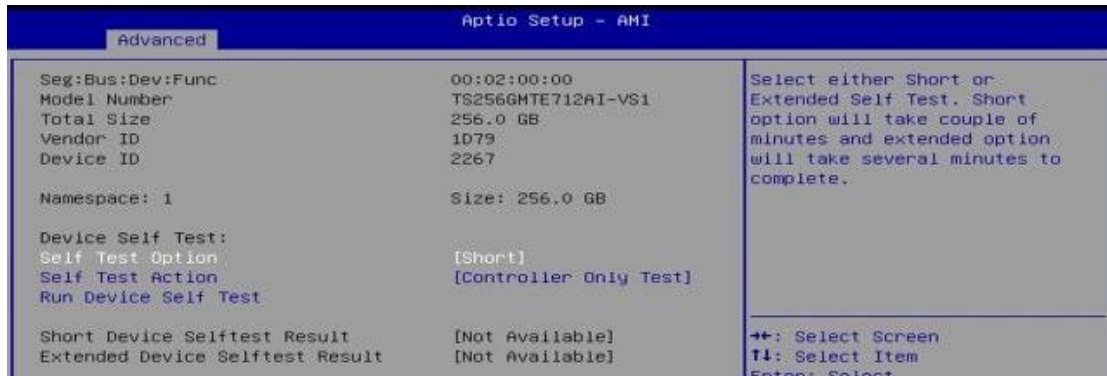 Aptio Setup - AMI
Advanced
Seg:Bus:Dev:Func 00:02:00:00
Model Number TS256GMTE712AI-VS1
Total Size 256.0 GB
Vendor ID 1D79
Device ID 2267
Namespace: 1 Size: 256.0 GB
Device Self Test:
Self Test Option [Short]
Self Test Action [Controller Only Test]
Run Device Self Test
Short Device Selftest Result [Not Available]
Extended Device Selftest Result [Not Available]
Select either Short or
Extended Self Test. Short
option will take couple of
minutes and extended option
will take several minutes to
complete.
→←: Select Screen
↑↓: Select Item
Enter: Select